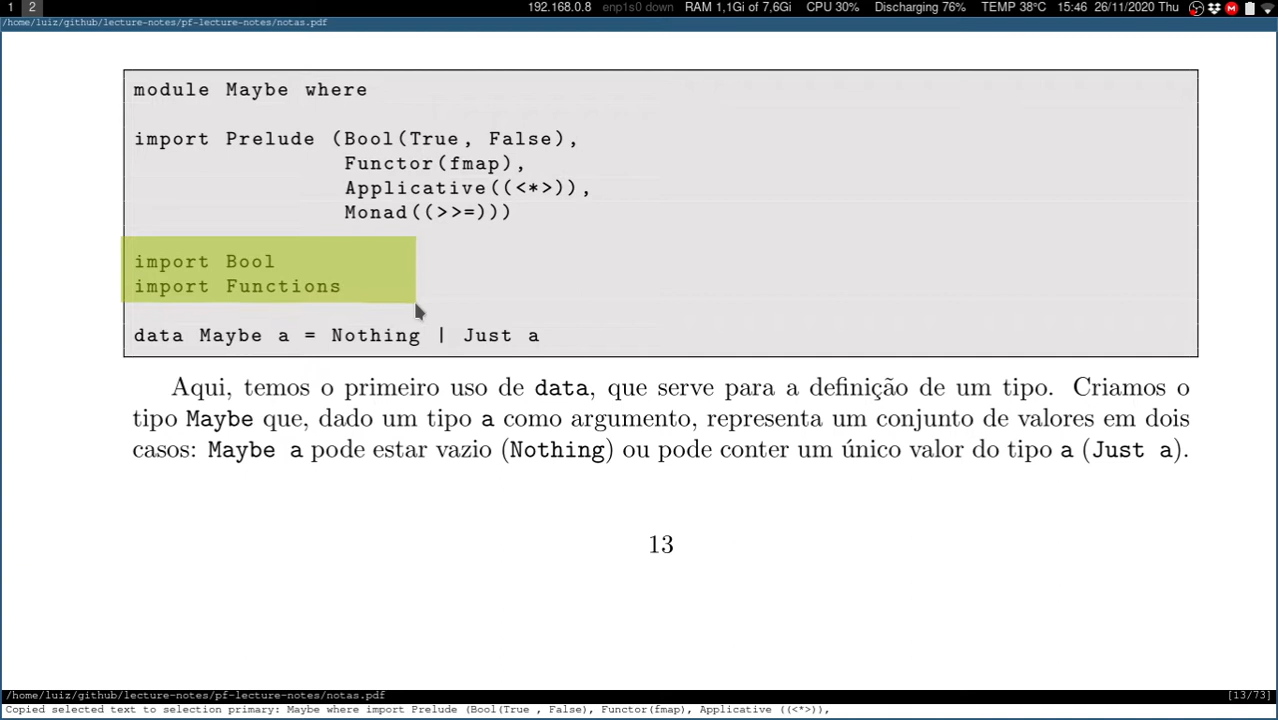 1 2 192.168.0.8 enp1s0 down RAM 1,1Gi of 7,6Gi CPU 30% Discharging 76% TEMP 38°C 15:46 26/11/2020 Thu
/home/luiz/github/lecture-notes/pf-lecture-notes/notas.pdf
module Maybe where
import Prelude (Bool(True, False),
Functor(fmap),
Applicative((<*>)),
Monad((>>=)))
import Bool
import Functions
data Maybe a = Nothing | Just a
Aqui, temos o primeiro uso de data, que serve para a definição de um tipo. Criamos o
tipo Maybe que, dado um tipo a como argumento, representa um conjunto de valores em dois
casos: Maybe a pode estar vazio (Nothing) ou pode conter um único valor do tipo a (Just a).
13
/home/luiz/github/lecture-notes/pf-lecture-notes/notas.pdf [13/73]
Copied selected text to selection primary: Maybe where import Prelude (Bool(True , False), Functor(fmap), Applicative ((<*>)),